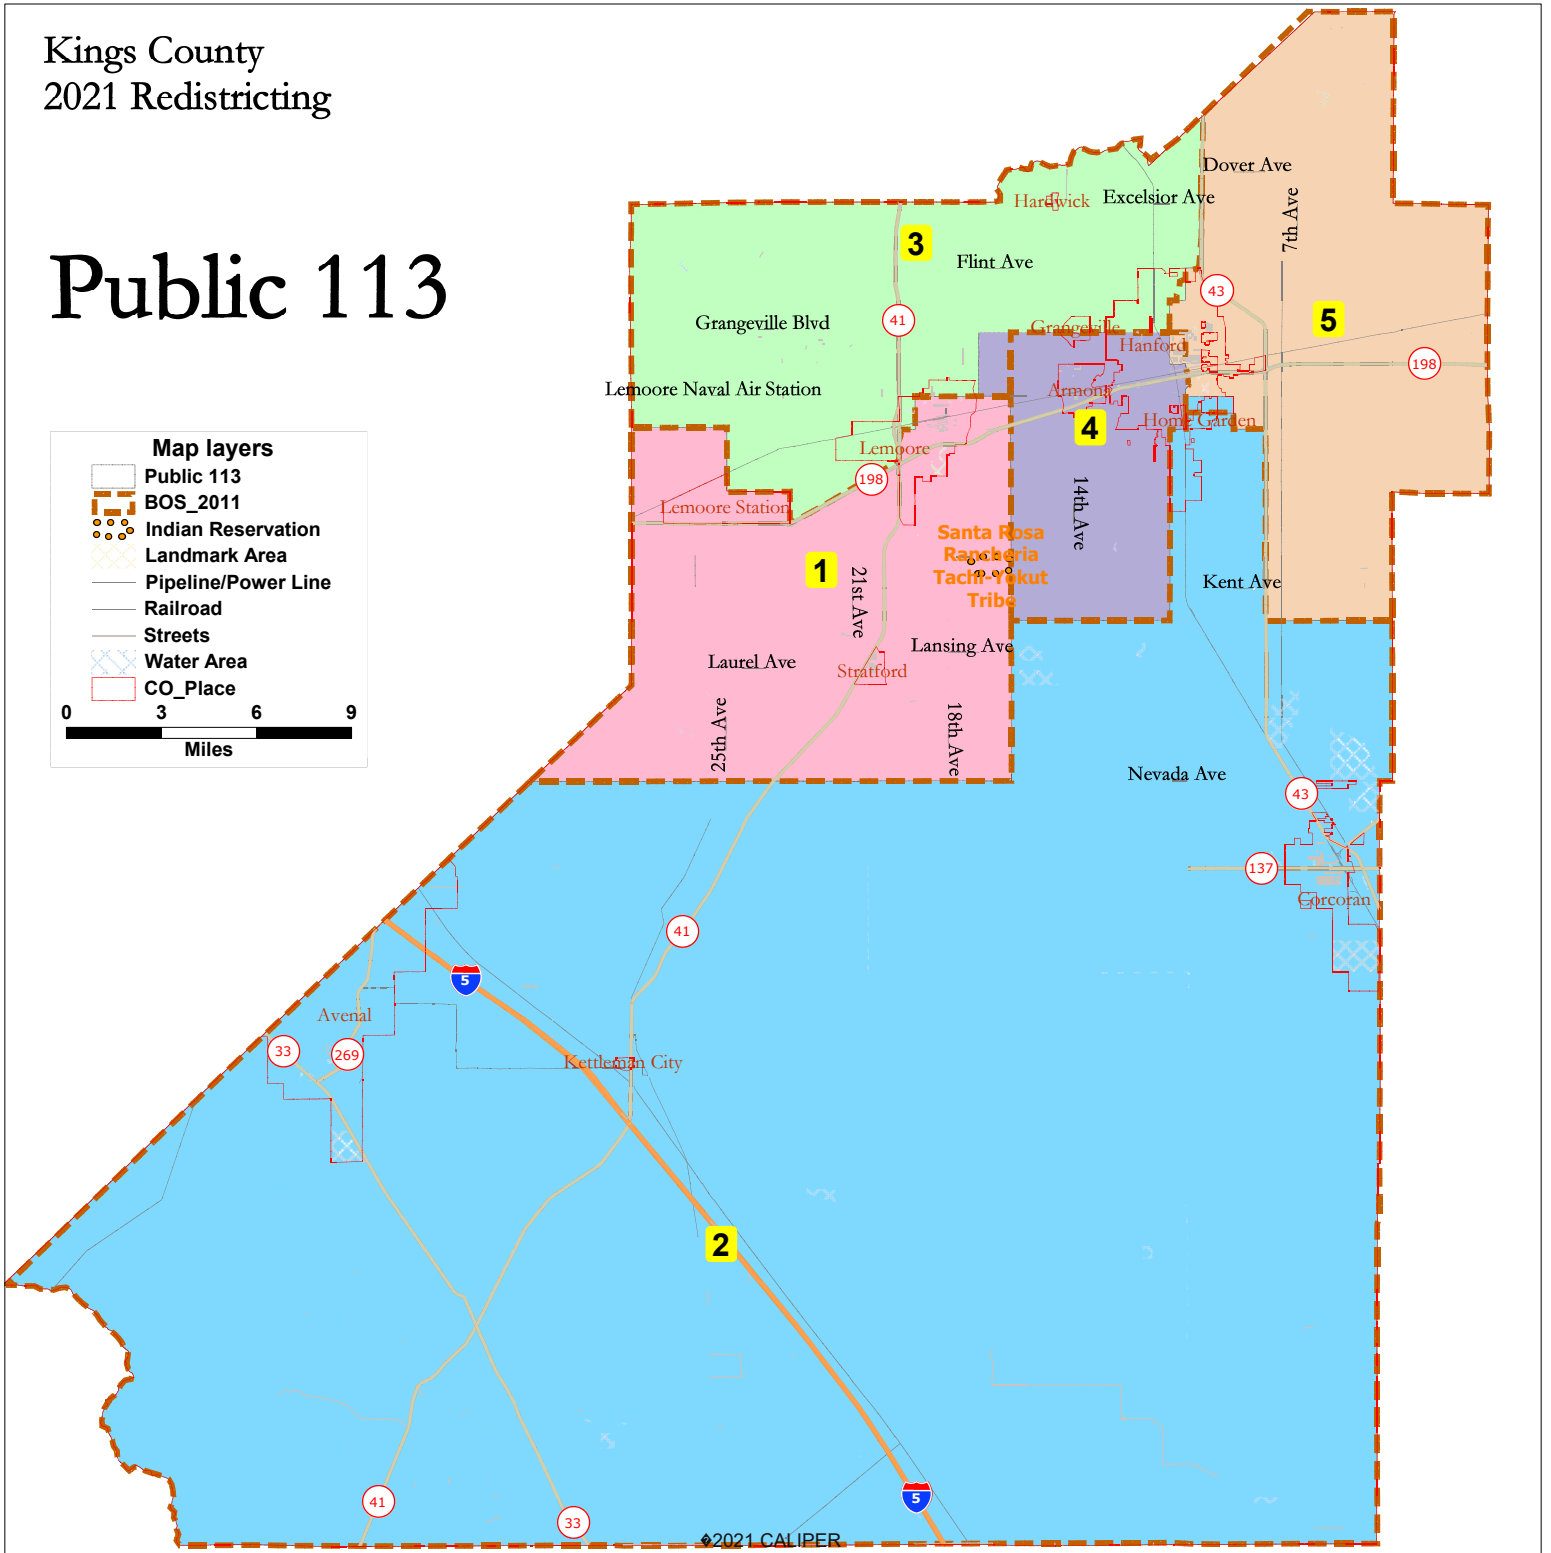 Kings County
2021 Redistricting
Public 113
Map layers
Public 113
BOS_2011
Indian Reservation
Landmark Area
Pipeline/Power Line
Railroad
Streets
Water Area
CO_Place
0 3 6 9
Miles
Dover Ave
Excelsior Ave
Hardwick
7th Ave
3
Flint Ave
43
5
41
Grangeville Blvd
Grangeville
Hanford
198
Lemoore Naval Air Station
Armona
4
Home Garden
Lemoore
198
Lemoore Station
14th Ave
Santa Rosa
Rancheria
Tachi-Yokut
Tribe
1
21st Ave
Kent Ave
Lansing Ave
Laurel Ave
Stratford
25th Ave
18th Ave
Nevada Ave
43
137
Corcoran
41
5
Avenal
33
269
Kettleman City
2
41
33
5
�2021 CALIPER